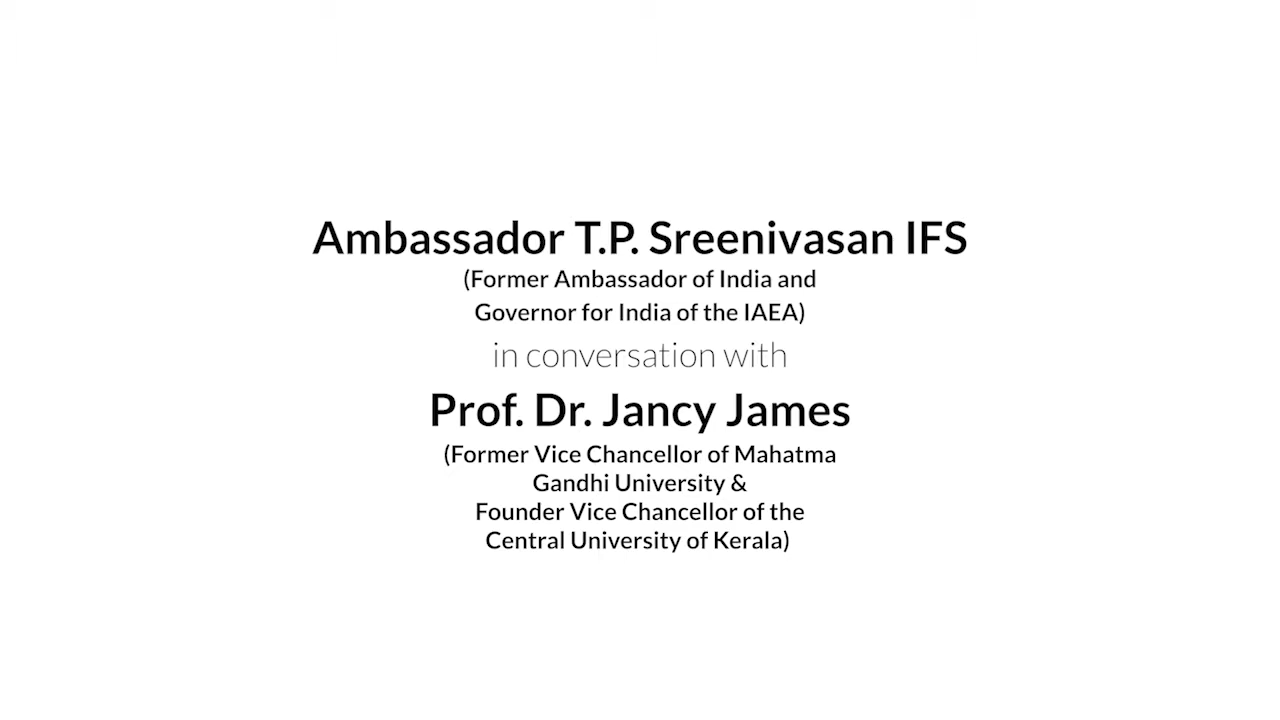 Ambassador T.P. Sreenivasan IFS
(Former Ambassador of India and
Governor for India of the IAEA)
in conversation with
Prof. Dr. Jancy James
(Former Vice Chancellor of Mahatma
Gandhi University &
Founder Vice Chancellor of the
Central University of Kerala)